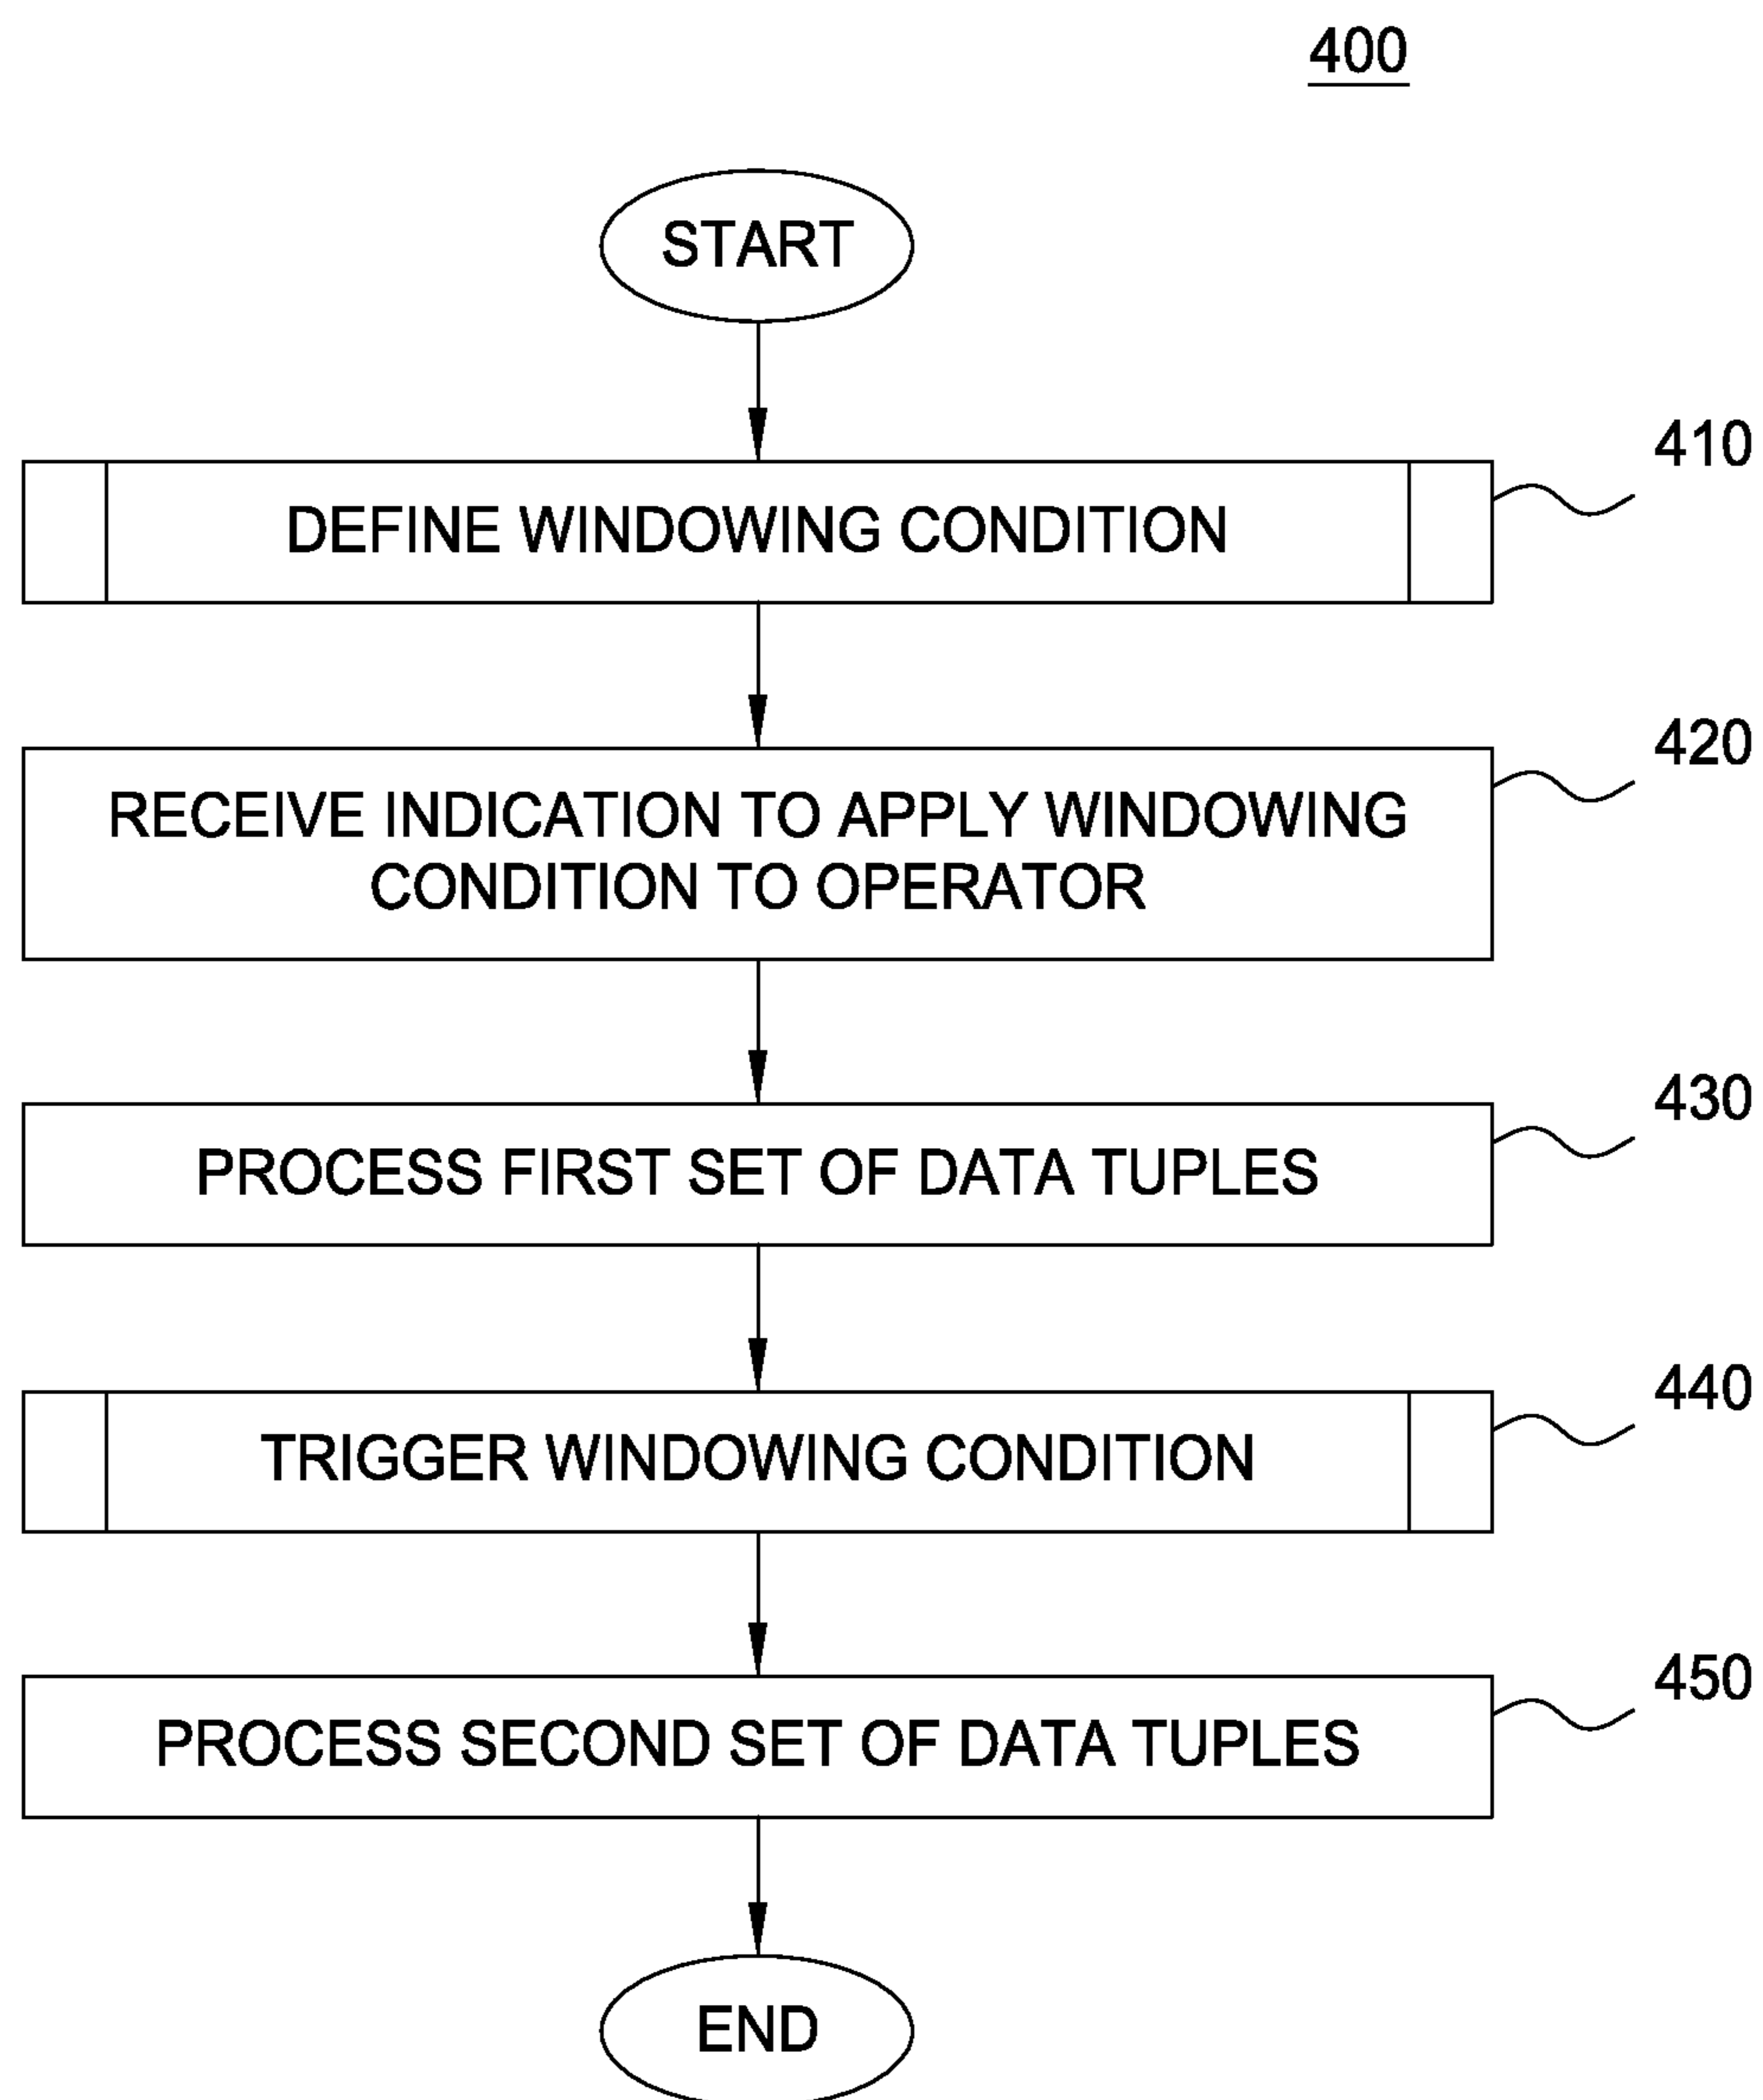 400
START
410
DEFINE WINDOWING CONDITION
420
RECEIVE INDICATION TO APPLY WINDOWING
CONDITION TO OPERATOR
430
PROCESS FIRST SET OF DATA TUPLES
440
TRIGGER WINDOWING CONDITION
450
PROCESS SECOND SET OF DATA TUPLES
END